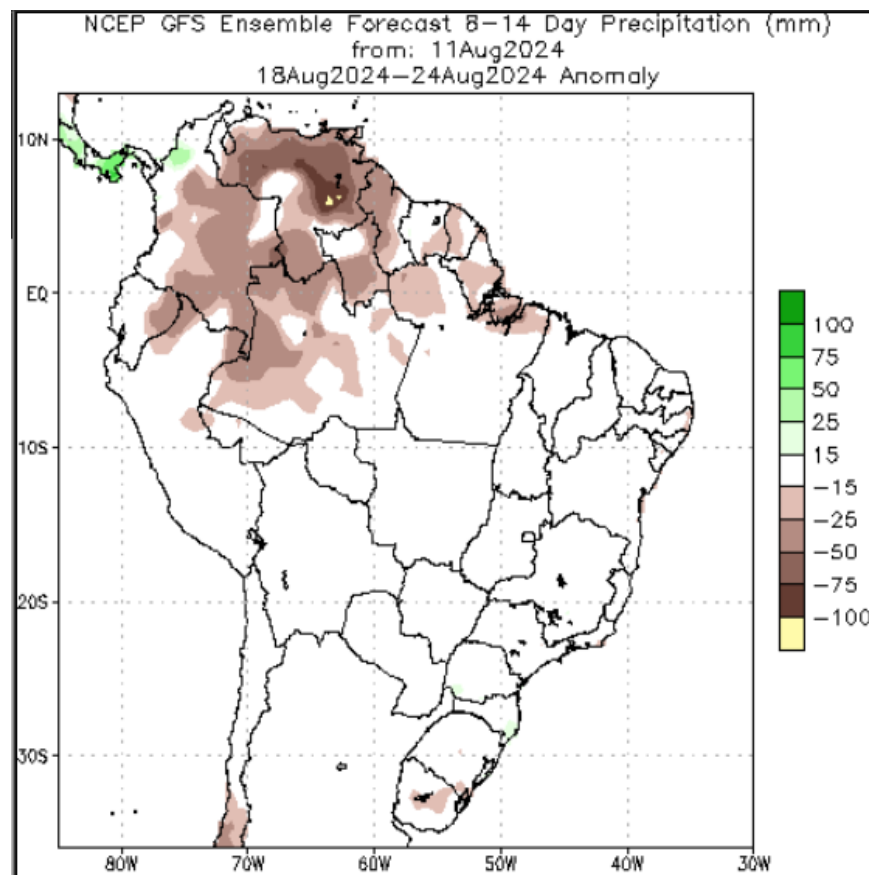 NCEP GFS Ensemble Forecast 8-14 Day Precipitation (mm)
from: 11Aug2024
18Aug2024-24Aug2024 Anomaly
10N
EQ
10S
20S
30S
80W
70W
60W
50W
40W
30W
100
75
50
25
15
-15
-25
-50
-75
-100